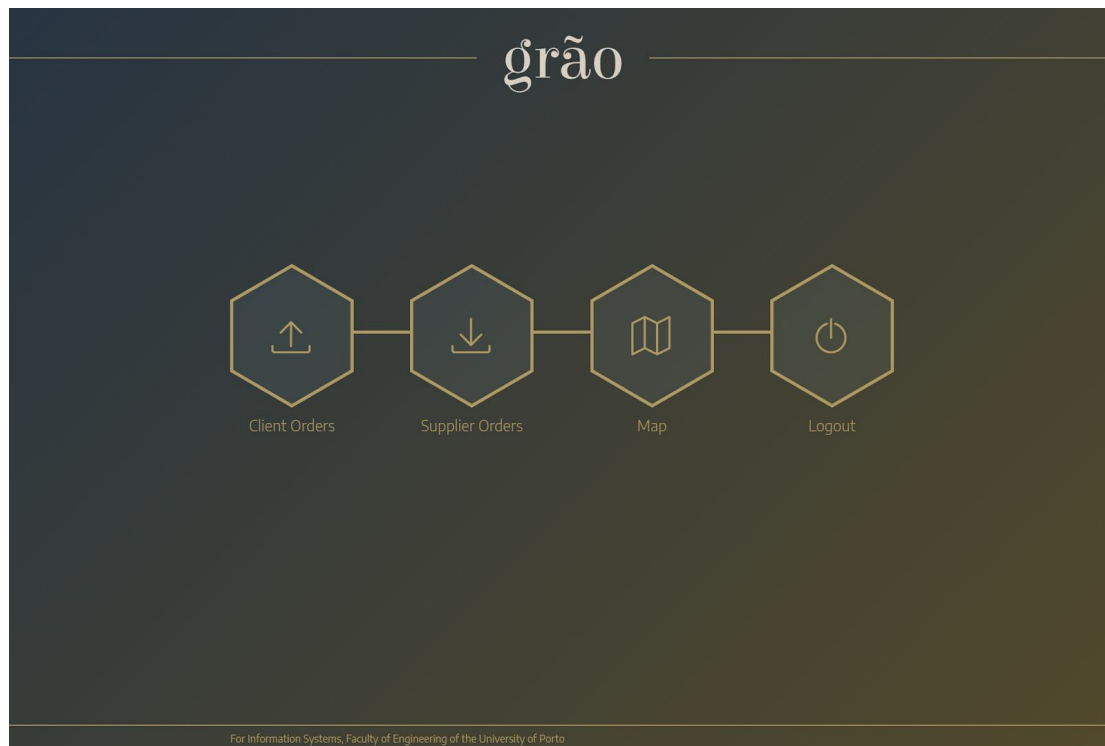 grão
Client Orders
Supplier Orders
Map
Logout
For Information Systems, Faculty of Engineering of the University of Porto